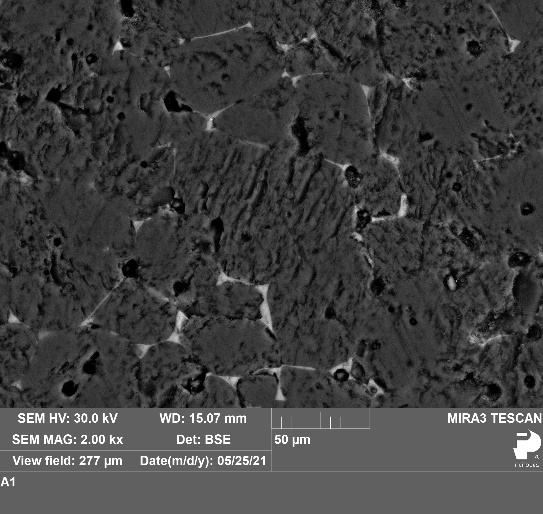 SEM HV: 30.0 kV WD: 15.07 mm MIRA3 TESCAN
SEM MAG: 2.00 kx Det: BSE 50 µm
View field: 277 µm Date(m/d/y): 05/25/21
A1